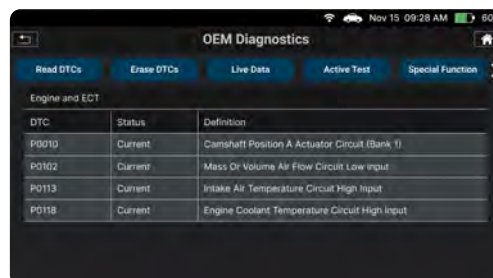 Nov 15 09:28 AM 60
OEM Diagnostics
Read DTCs Erase DTCs Live Data Active Test Special Function
Engine and ECT
DTC Status Definition
P0010 Current Camshaft Position A Actuator Circuit (Bank 1)
P0102 Current Mass Or Volume Air Flow Circuit Low Input
P0113 Current Intake Air Temperature Circuit High Input
P0118 Current Engine Coolant Temperature Circuit High Input